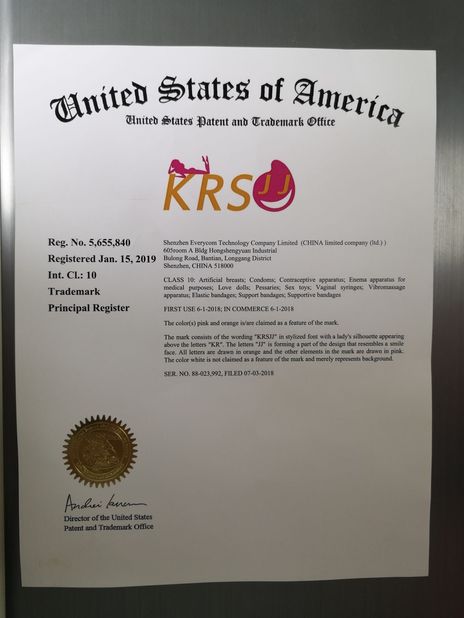 United States of America
United States Patent and Trademark Office
KRSJJ
Reg. No. 5,655,840
Registered Jan. 15, 2019
Int. Cl.: 10
Trademark
Principal Register
Shenzhen Everycom Technology Company Limited (CHINA limited company (ltd.) )
605room A Bldg Hongshengyuan Industrial
Bulong Road, Bantian, Longgang District
Shenzhen, CHINA 518000
CLASS 10: Artificial breasts; Condoms; Contraceptive apparatus; Enema apparatus for
medical purposes; Love dolls; Pessaries; Sex toys; Vaginal syringes; Vibromassage
apparatus; Elastic bandages; Support bandages; Supportive bandages
FIRST USE 6-1-2018; IN COMMERCE 6-1-2018
The color(s) pink and orange is/are claimed as a feature of the mark.
The mark consists of the wording "KRSJJ" in stylized font with a lady's silhouette appearing
above the letters "KR". The letters "JJ" is forming a part of the design that resembles a smile
face. All letters are drawn in orange and the other elements in the mark are drawn in pink.
The color white is not claimed as a feature of the mark and merely represents background.
SER. NO. 88-023,992, FILED 07-03-2018
Director of the United States
Patent and Trademark Office